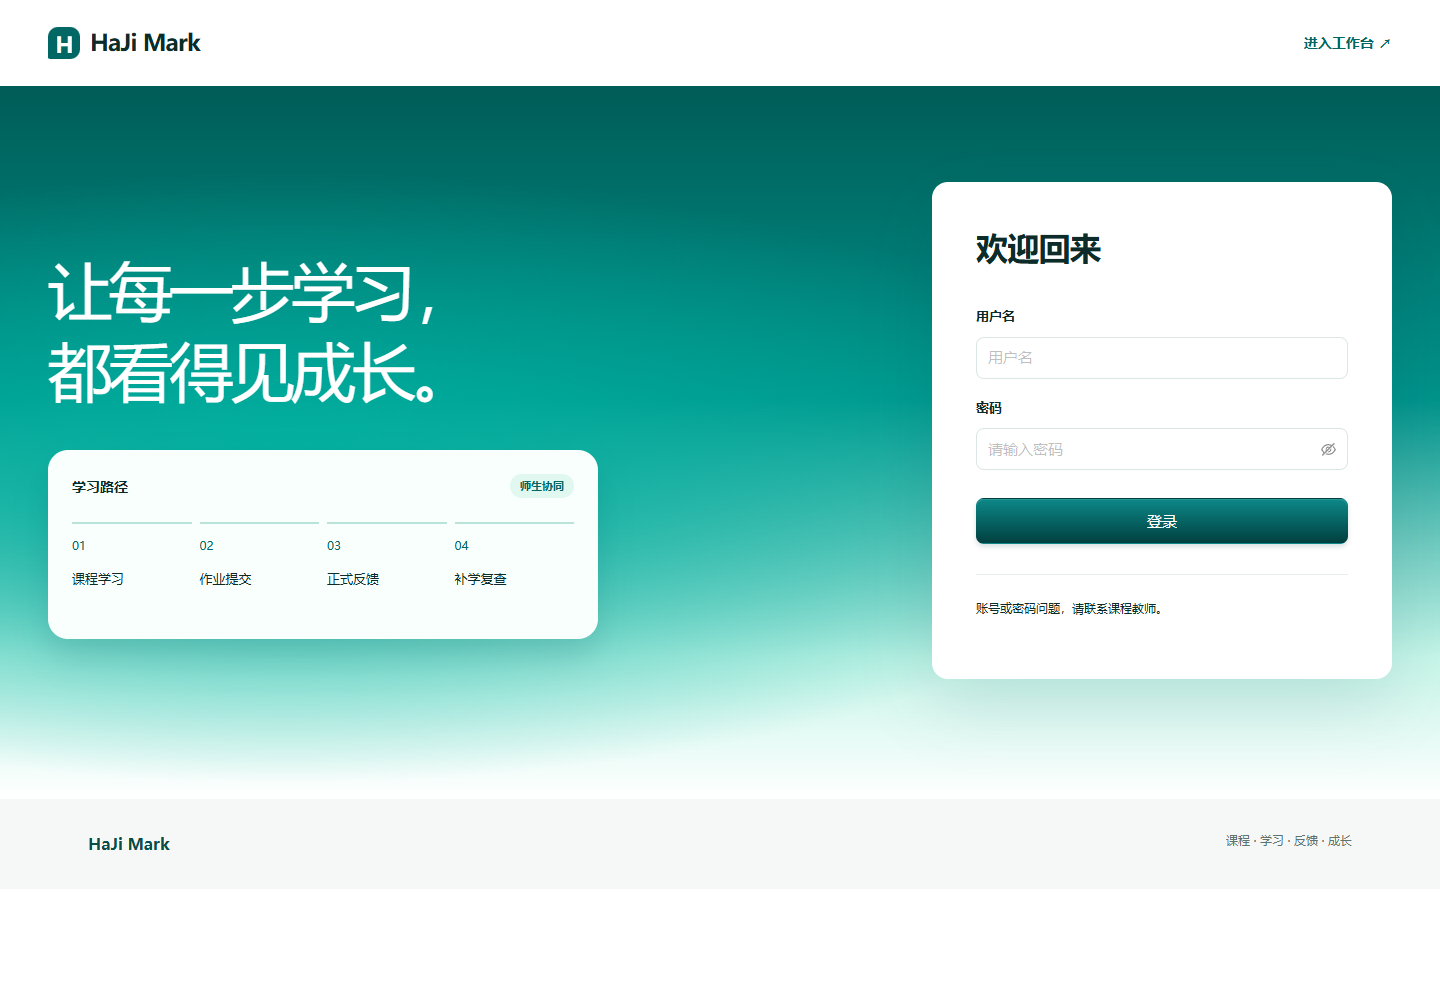 H HaJi Mark
进入工作台 ↗
让每一步学习，
都看得见成长。
学习路径
师生协同
01
课程学习
02
作业提交
03
正式反馈
04
补学复查
欢迎回来
用户名
用户名
密码
请输入密码
登录
账号或密码问题，请联系课程教师。
HaJi Mark
课程 · 学习 · 反馈 · 成长